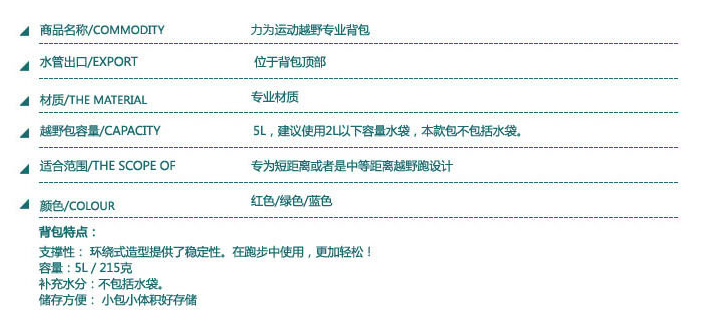 商品名称/COMMODITY 力为运动越野专业背包
水管出口/EXPORT 位于背包顶部
材质/THE MATERIAL 专业材质
越野包容量/CAPACITY 5L，建议使用2L以下容量水袋，本款包不包括水袋。
适合范围/THE SCOPE OF 专为短距离或者是中等距离越野跑设计
颜色/COLOUR 红色/绿色/蓝色
背包特点：
支撑性： 环绕式造型提供了稳定性。在跑步中使用，更加轻松！
容量：5L / 215克
补充水分：不包括水袋。
储存方便： 小包小体积好存储